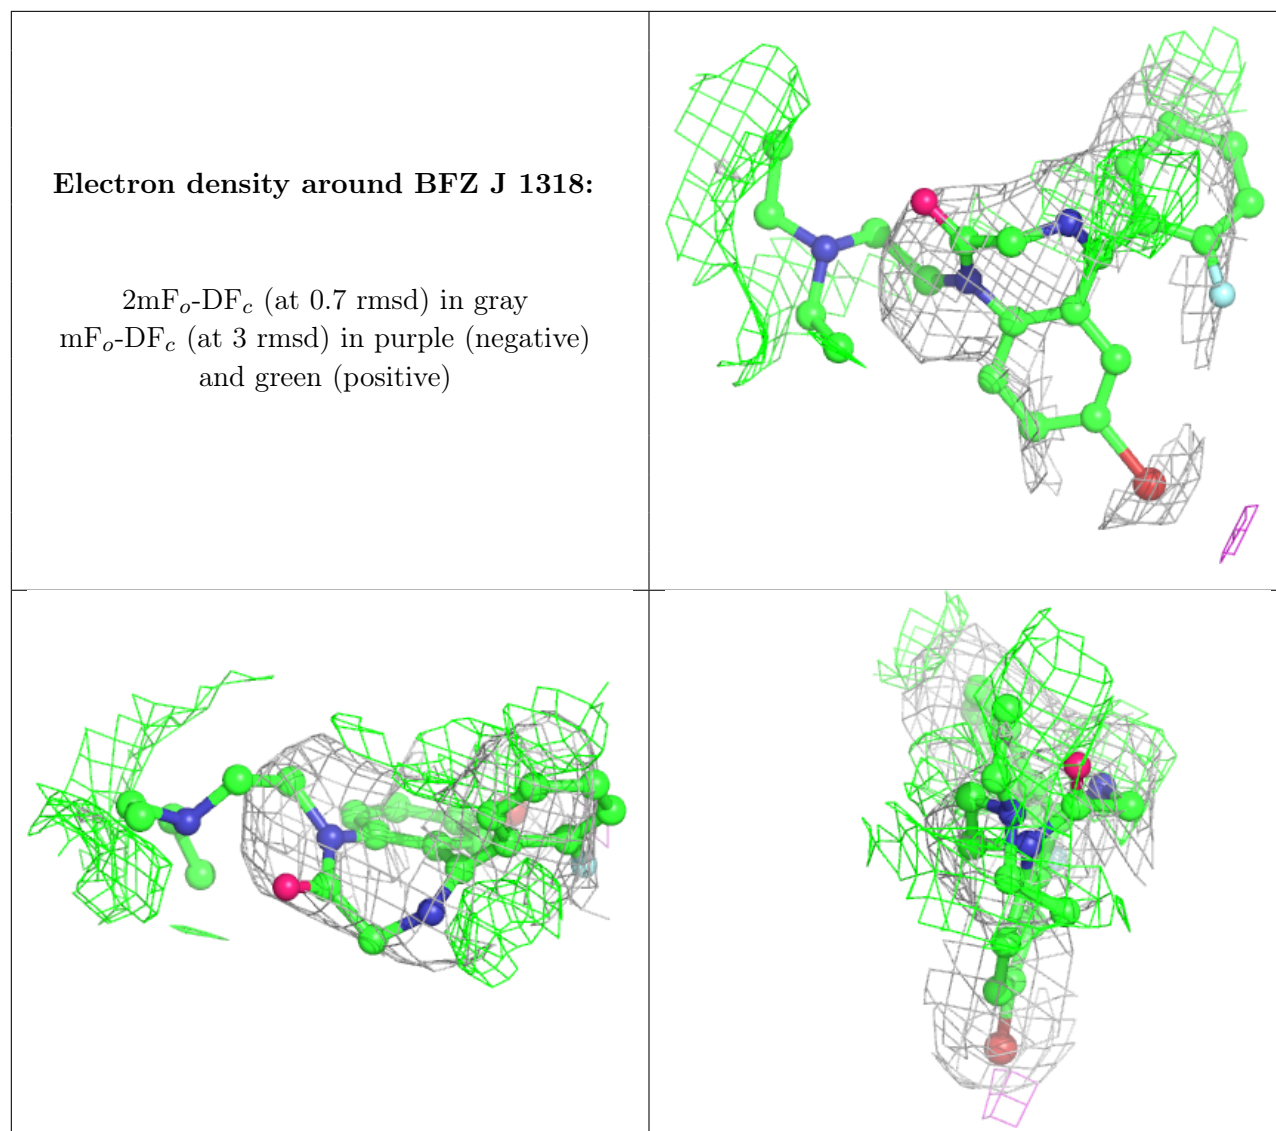 Electron density around BFZ J 1318:
2mFo-DFc (at 0.7 rmsd) in gray
mFo-DFc (at 3 rmsd) in purple (negative)
and green (positive)